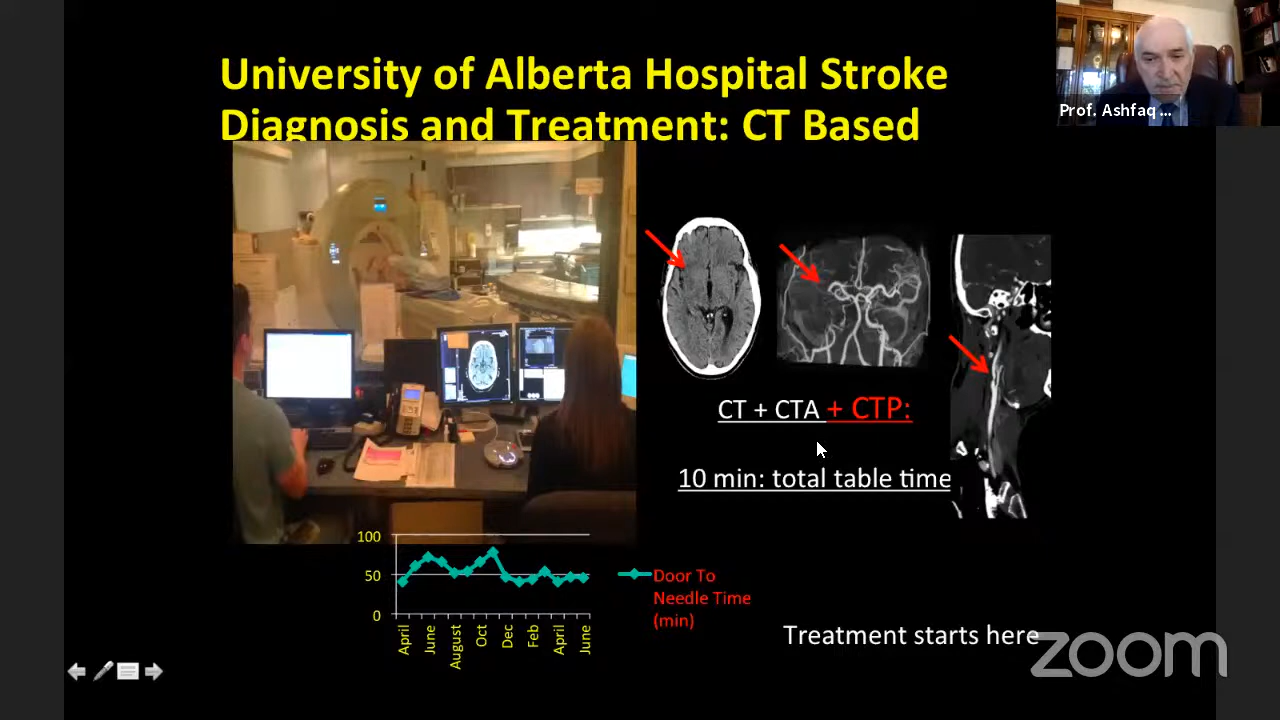 University of Alberta Hospital Stroke
Diagnosis and Treatment: CT Based
Prof. Ashfaq ...
CT + CTA + CTP:
10 min: total table time
100
50
0
April
June
August
Oct
Dec
Feb
April
June
Door To
Needle Time
(min)
Treatment starts here
zoom